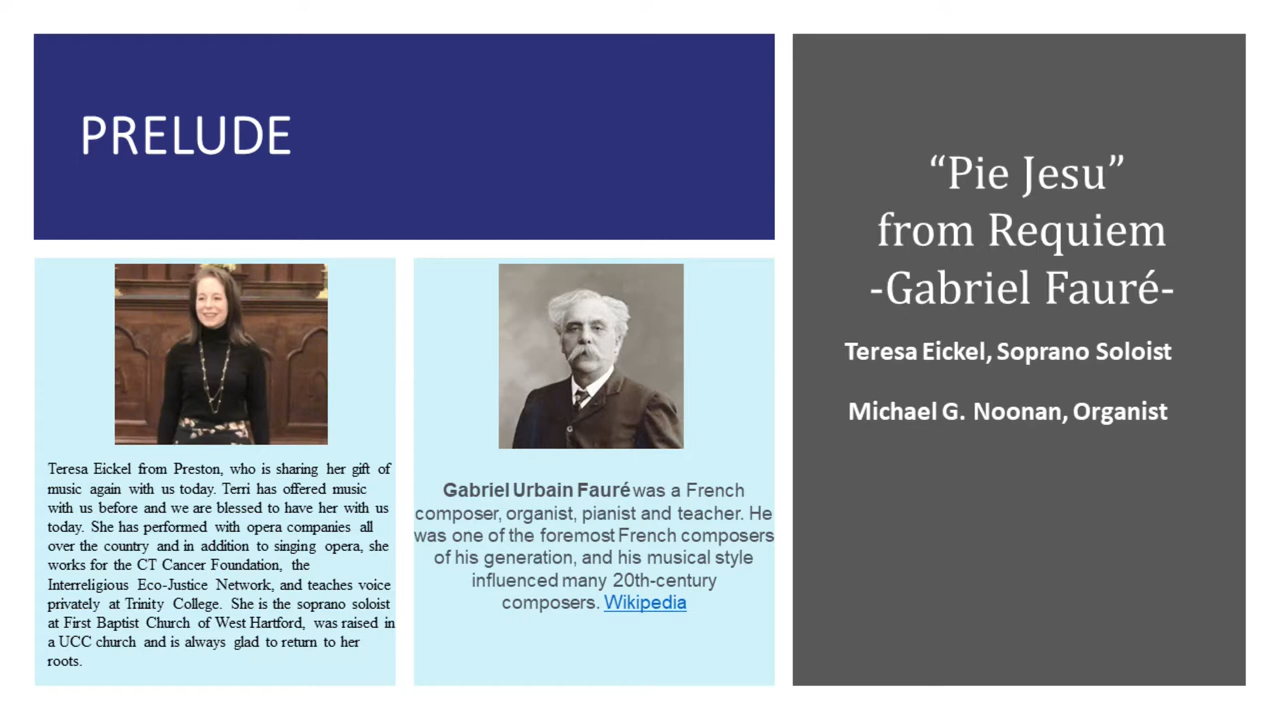 PRELUDE
Teresa Eickel from Preston, who is sharing her gift of
music again with us today. Terri has offered music
with us before and we are blessed to have her with us
today. She has performed with opera companies all
over the country and in addition to singing opera, she
works for the CT Cancer Foundation, the
Interreligious Eco-Justice Network, and teaches voice
privately at Trinity College. She is the soprano soloist
at First Baptist Church of West Hartford, was raised in
a UCC church and is always glad to return to her
roots.
Gabriel Urbain Fauré was a French
composer, organist, pianist and teacher. He
was one of the foremost French composers
of his generation, and his musical style
influenced many 20th-century
composers. Wikipedia
“Pie Jesu”
from Requiem
-Gabriel Fauré-
Teresa Eickel, Soprano Soloist
Michael G. Noonan, Organist